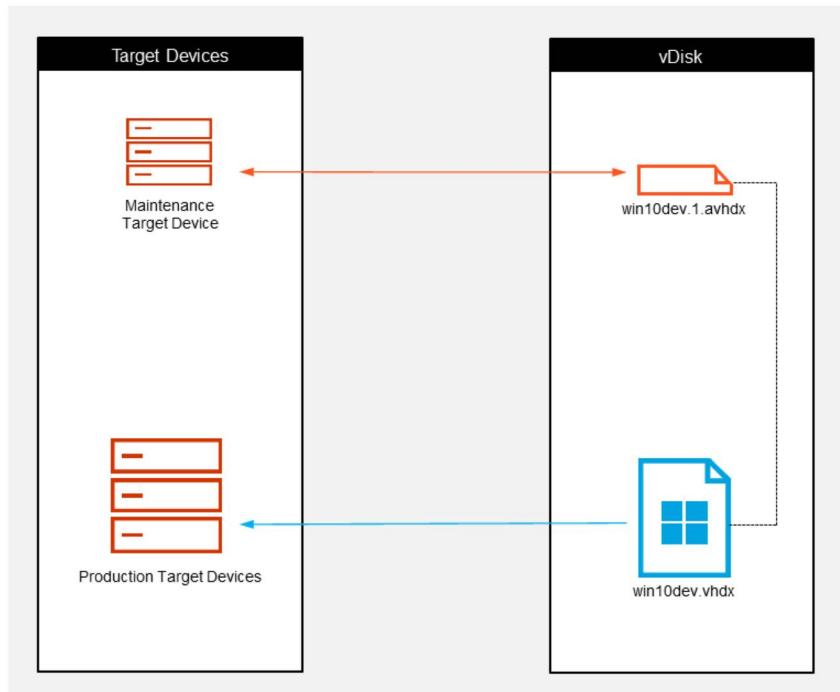 Target Devices
vDisk
Maintenance
Target Device
win10dev.1.avhdx
Production Target Devices
win10dev.vhdx